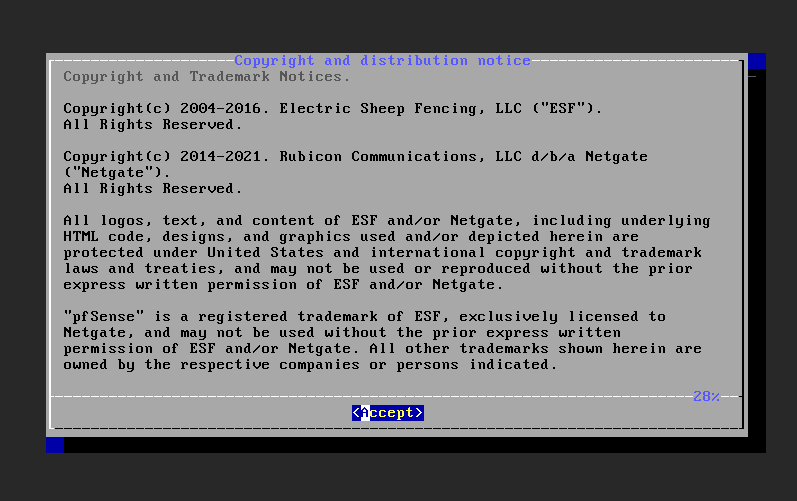 Copyright and distribution notice
Copyright and Trademark Notices.
Copyright(c) 2004-2016. Electric Sheep Fencing, LLC ("ESF").
All Rights Reserved.
Copyright(c) 2014-2021. Rubicon Communications, LLC d/b/a Netgate
("Netgate").
All Rights Reserved.
All logos, text, and content of ESF and/or Netgate, including underlying
HTML code, designs, and graphics used and/or depicted herein are
protected under United States and international copyright and trademark
laws and treaties, and may not be used or reproduced without the prior
express written permission of ESF and/or Netgate.
"pfSense" is a registered trademark of ESF, exclusively licensed to
Netgate, and may not be used without the prior express written
permission of ESF and/or Netgate. All other trademarks shown herein are
owned by the respective companies or persons indicated.
28%
<Accept>